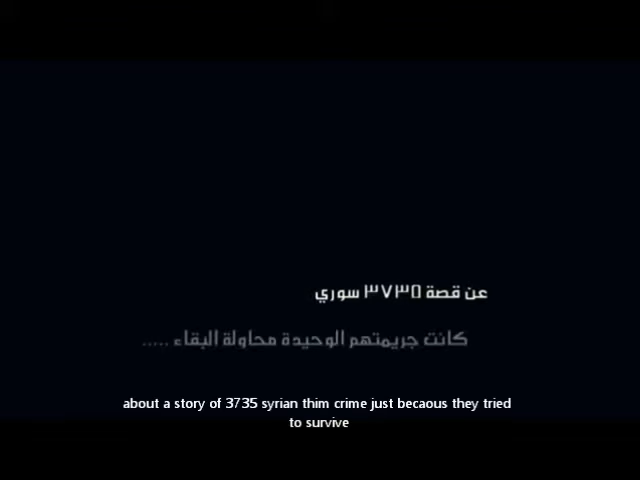 عن قصة ٣٧٣٥ سوري
كانت جريمتهم الوحيدة محاولة البقاء .....
about a story of 3735 syrian thim crime just becaous they tried
to survive